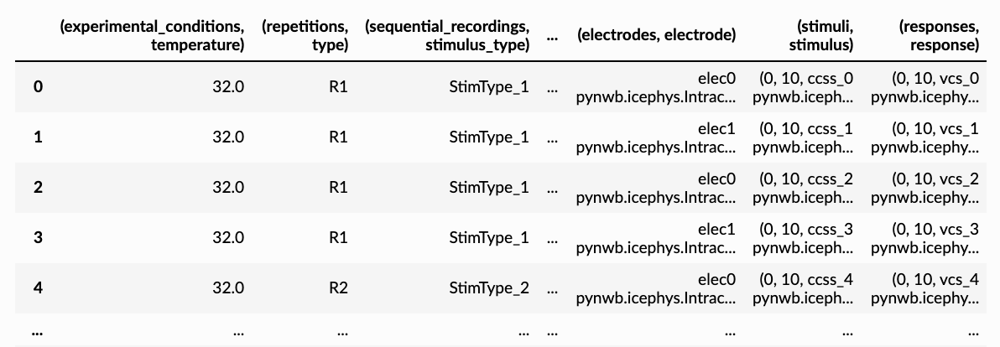 (experimental_conditions, temperature) (repetitions, type) (sequential_recordings, stimulus_type) ... (electrodes, electrode) (stimuli, stimulus) (responses, response)
0 32.0 R1 StimType_1 ... elec0 pynwb.icephys.Intrac... (0, 10, ccss_0 pynwb.iceph... (0, 10, vcs_0 pynwb.icephy...
1 32.0 R1 StimType_1 ... elec1 pynwb.icephys.Intrac... (0, 10, ccss_1 pynwb.iceph... (0, 10, vcs_1 pynwb.icephy...
2 32.0 R1 StimType_1 ... elec0 pynwb.icephys.Intrac... (0, 10, ccss_2 pynwb.iceph... (0, 10, vcs_2 pynwb.icephy...
3 32.0 R1 StimType_1 ... elec1 pynwb.icephys.Intrac... (0, 10, ccss_3 pynwb.iceph... (0, 10, vcs_3 pynwb.icephy...
4 32.0 R2 StimType_2 ... elec0 pynwb.icephys.Intrac... (0, 10, ccss_4 pynwb.iceph... (0, 10, vcs_4 pynwb.icephy...
... ... ... ... ... ... ... ...